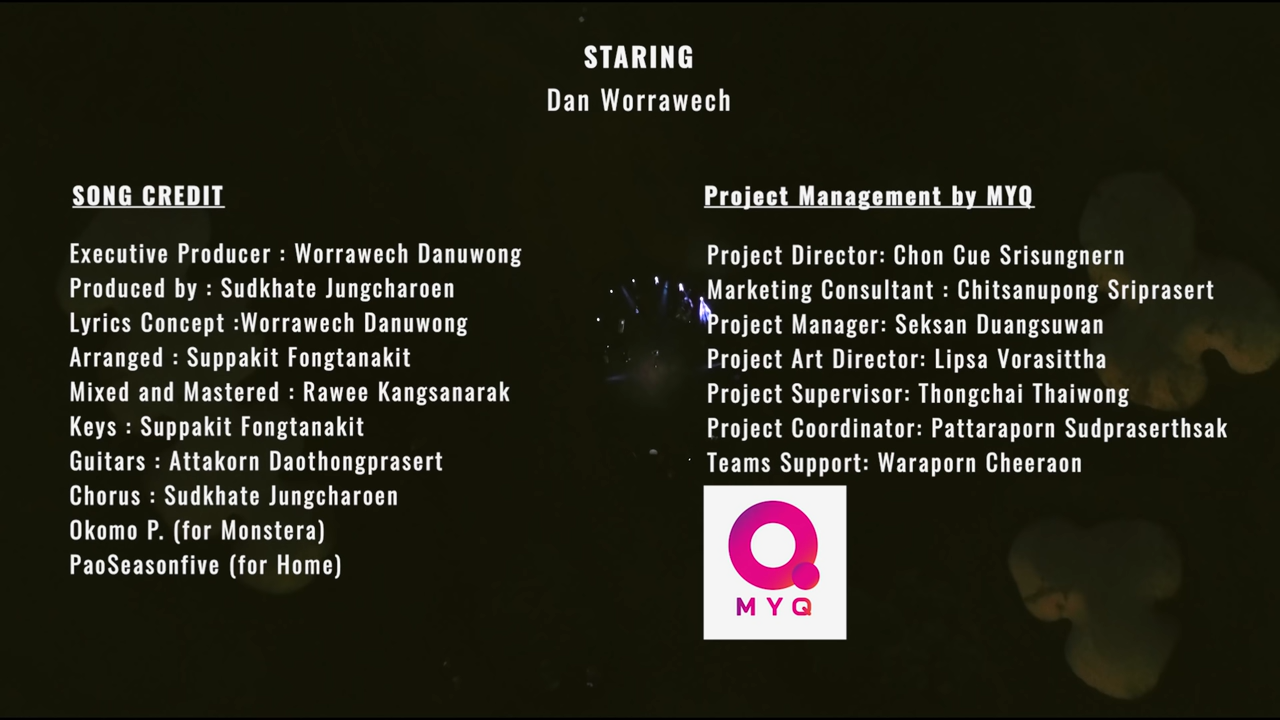 STARING
Dan Worrawech
SONG CREDIT
Executive Producer : Worrawech Danuwong
Produced by : Sudkhate Jungcharoen
Lyrics Concept :Worrawech Danuwong
Arranged : Suppakit Fongtanakit
Mixed and Mastered : Rawee Kangsanarak
Keys : Suppakit Fongtanakit
Guitars : Attakorn Daothongprasert
Chorus : Sudkhate Jungcharoen
Okomo P. (for Monstera)
PaoSeasonfive (for Home)
Project Management by MYQ
Project Director: Chon Cue Srisungnern
Marketing Consultant : Chitsanupong Sriprasert
Project Manager: Seksan Duangsuwan
Project Art Director: Lipsa Vorasittha
Project Supervisor: Thongchai Thaiwong
Project Coordinator: Pattaraporn Sudpraserthsak
Teams Support: Waraporn Cheeraon
MYQ